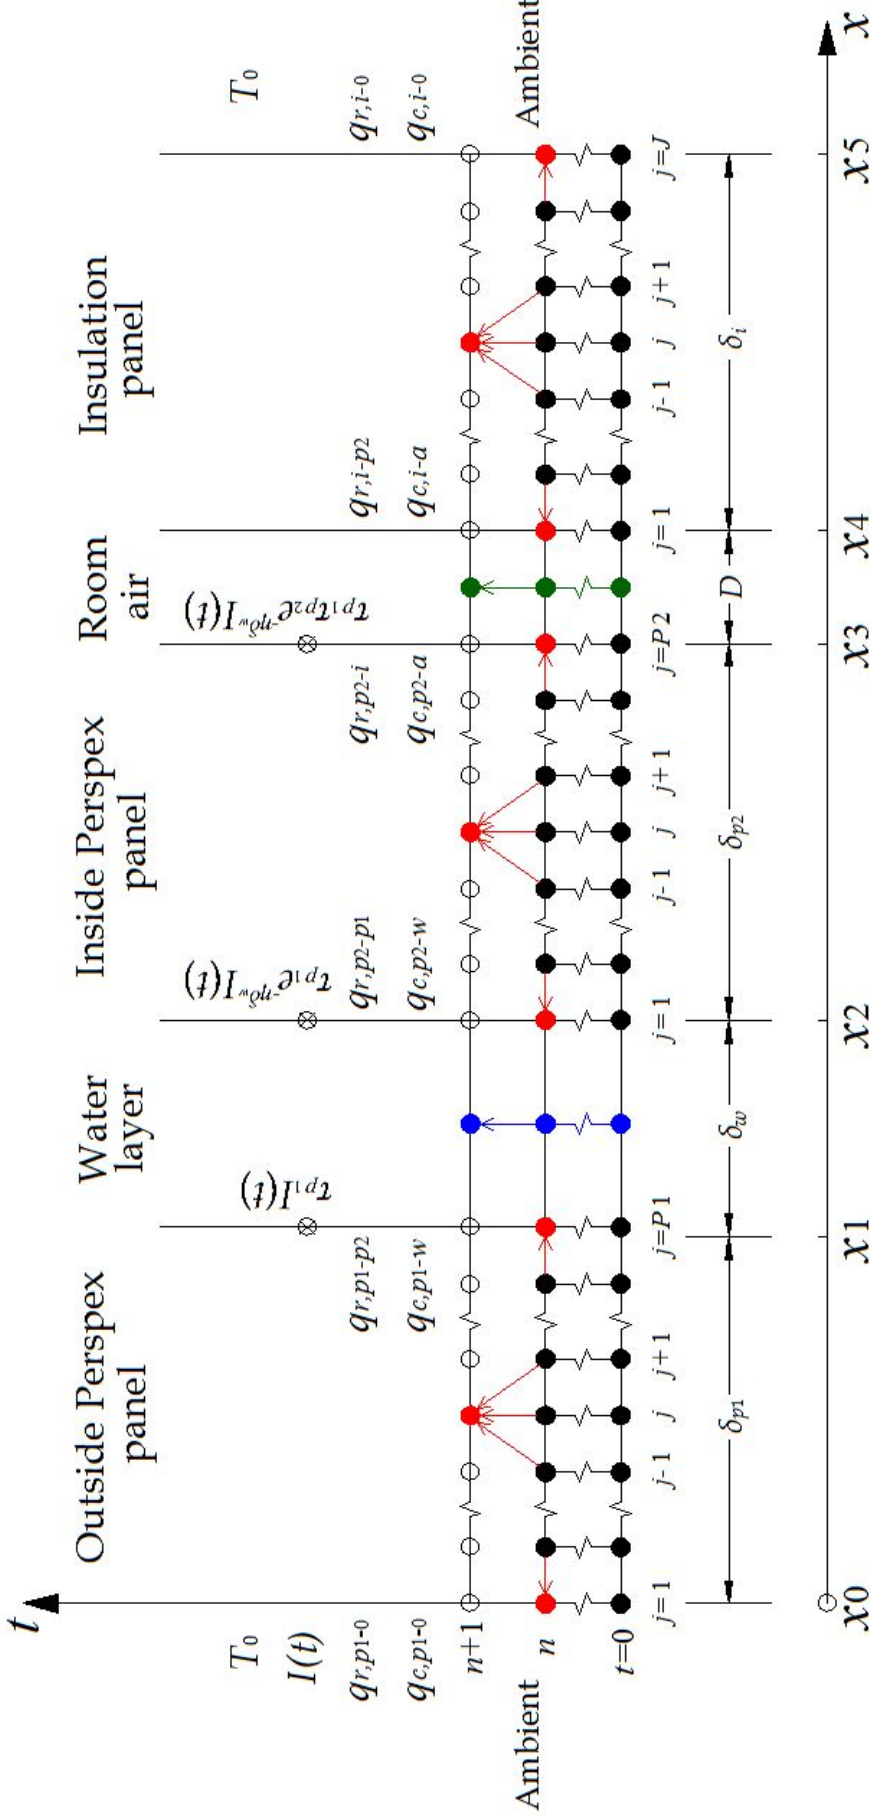 t
Outside Perspex
panel
Water
layer
Inside Perspex
panel
Room
air
Insulation
panel
T0
T0
I(t)
τp1I(t)
τp1e^-ηδw I(t)
τp1τp2e^-ηδw I(t)
qr,p1-0
qr,p1-p2
qr,p2-p1
qr,p2-i
qr,i-p2
qr,i-0
qc,p1-0
qc,p1-w
qc,p2-w
qc,p2-a
qc,i-a
qc,i-0
n+1
Ambient
n
Ambient
t=0
j=1
j-1
j
j+1
j=P1
j=1
j-1
j
j+1
j=P2
j=1
j-1
j
j+1
j=J
δp1
δw
δp2
D
δi
x0
x1
x2
x3
x4
x5
x